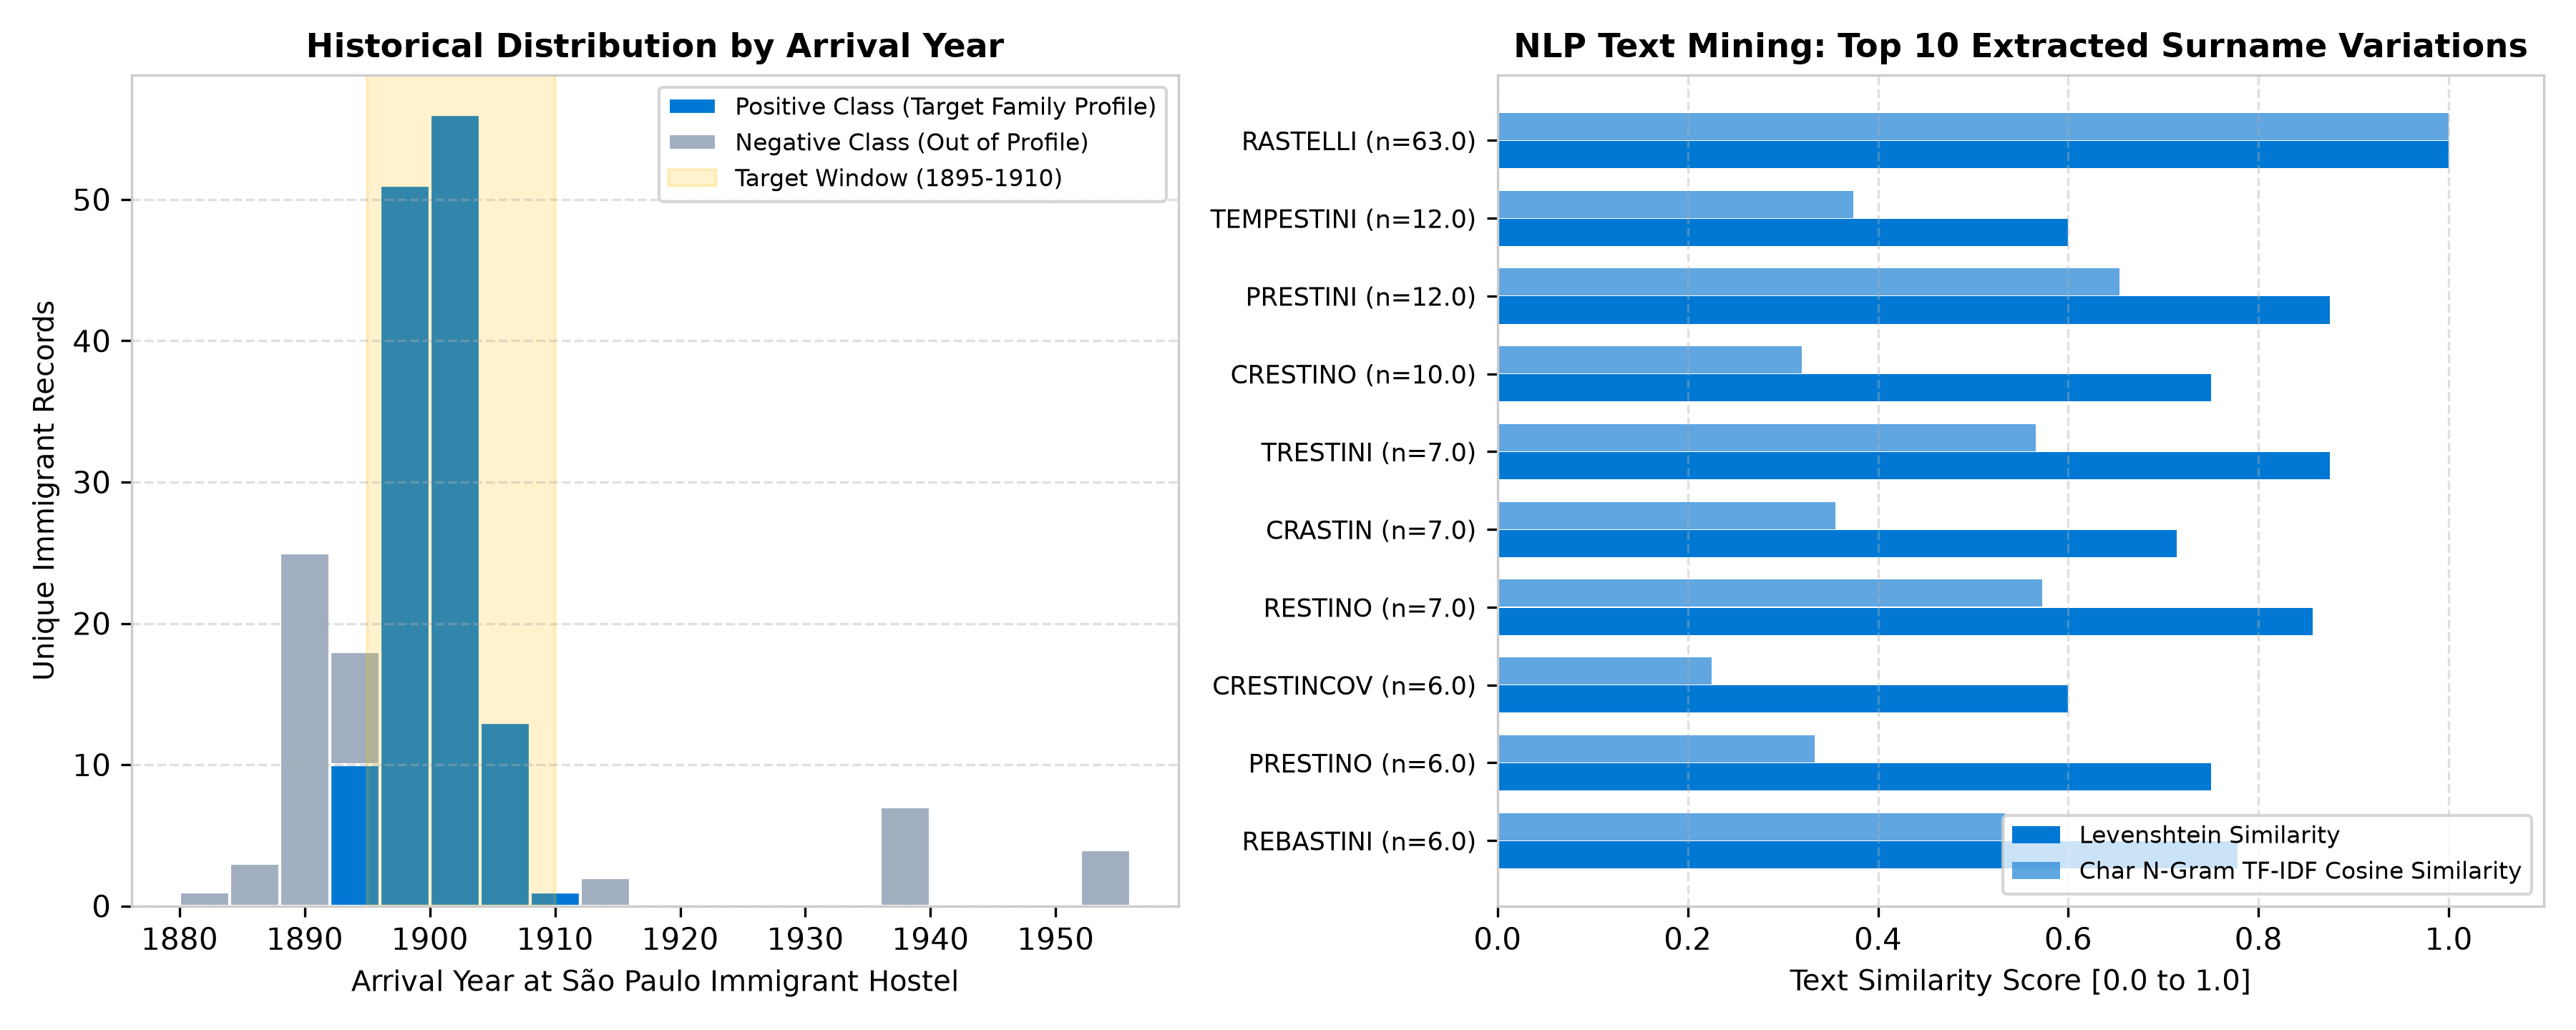 Historical Distribution by Arrival Year
Unique Immigrant Records
50
40
30
20
10
0
Positive Class (Target Family Profile)
Negative Class (Out of Profile)
Target Window (1895-1910)
1880 1890 1900 1910 1920 1930 1940 1950
Arrival Year at São Paulo Immigrant Hostel
NLP Text Mining: Top 10 Extracted Surname Variations
RASTELLI (n=63.0)
TEMPESTINI (n=12.0)
PRESTINI (n=12.0)
CRESTINO (n=10.0)
TRESTINI (n=7.0)
CRASTIN (n=7.0)
RESTINO (n=7.0)
CRESTINCOV (n=6.0)
PRESTINO (n=6.0)
REBASTINI (n=6.0)
Levenshtein Similarity
Char N-Gram TF-IDF Cosine Similarity
0.0 0.2 0.4 0.6 0.8 1.0
Text Similarity Score [0.0 to 1.0]